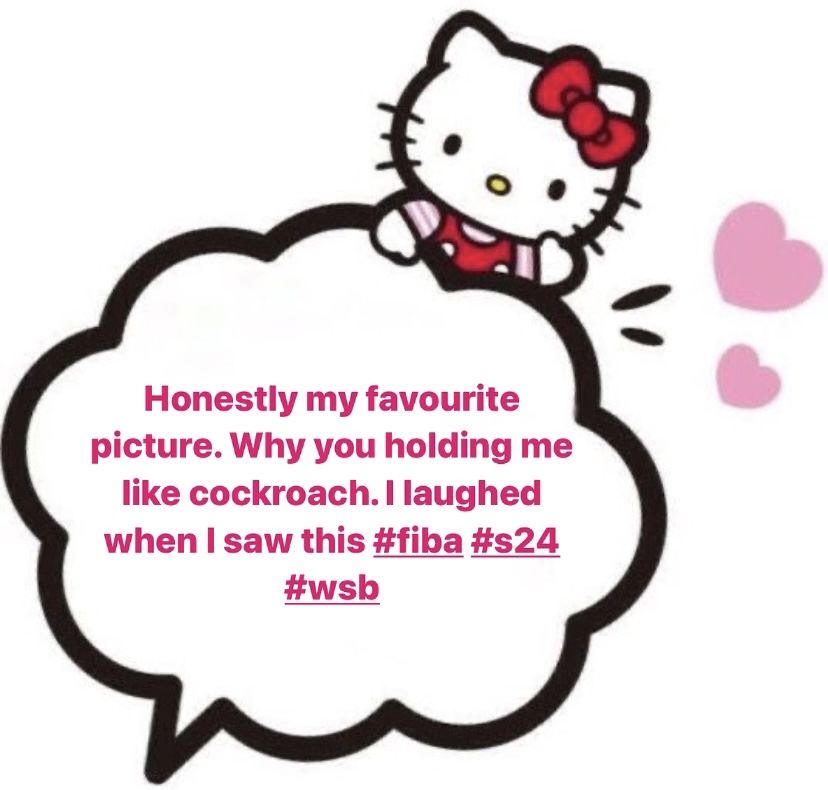 Honestly my favourite
picture. Why you holding me
like cockroach. I laughed
when I saw this #fiba #s24
#wsb